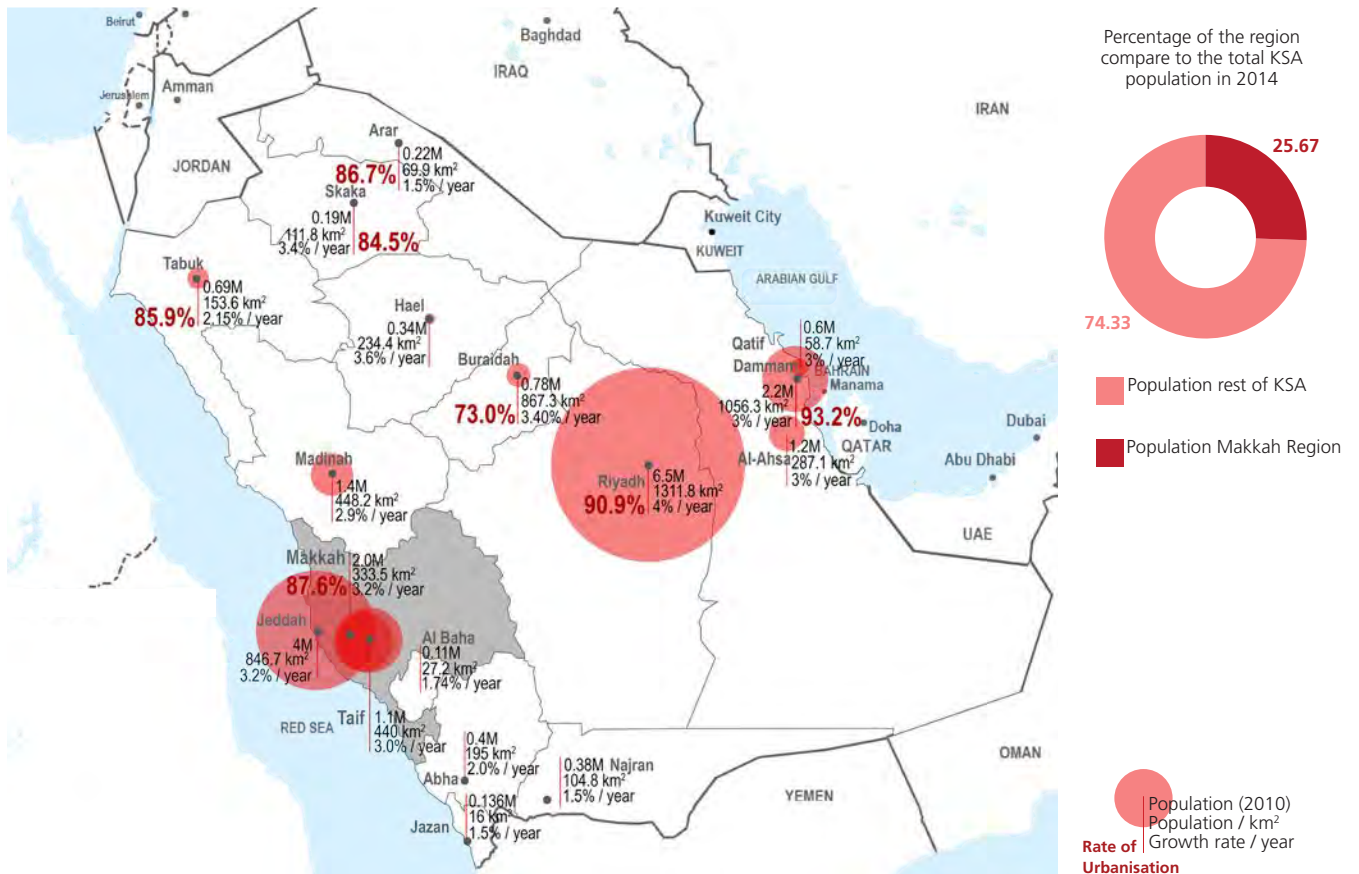 Beirut
Baghdad
IRAQ
Amman
Jerusalem
IRAN
JORDAN
Arar
0.22M
69.9 km²
1.5% / year
86.7%
Skaka
0.19M
111.8 km²
3.4% / year
84.5%
Kuwait City
KUWEIT
ARABIAN GULF
Tabuk
0.69M
153.6 km²
2,15% / year
85.9%
Hael
0.34M
234.4 km²
3.6% / year
Buraidah
0.78M
867.3 km²
3.40% / year
73.0%
Qatif
0.6M
58.7 km²
3% / year
Dammam
BAHRAIN
Manama
2.2M
1056.3 km²
3% / year
93.2%
Doha
QATAR
Dubai
Abu Dhabi
UAE
Al-Ahsa
1.2M
287.1 km²
3% / year
Madinah
1.4M
448.2 km²
2.9% / year
Riyadh
6.5M
1311.8 km²
4% / year
90.9%
Makkah
2.0M
333.5 km²
3.2% / year
87.6%
Jeddah
4M
846.7 km²
3.2% / year
Al Baha
0.11M
27.2 km²
1.74% / year
RED SEA
Taif
1.1M
440 km²
3.0% / year
0.4M
195 km²
2.0% / year
Abha
0.38M
Najran
104.8 km²
1.5% / year
0.136M
16 km²
1.5% / year
Jazan
YEMEN
OMAN
Percentage of the region
compare to the total KSA
population in 2014
25.67
74.33
Population rest of KSA
Population Makkah Region
Population (2010)
Population / km²
Growth rate / year
Rate of
Urbanisation